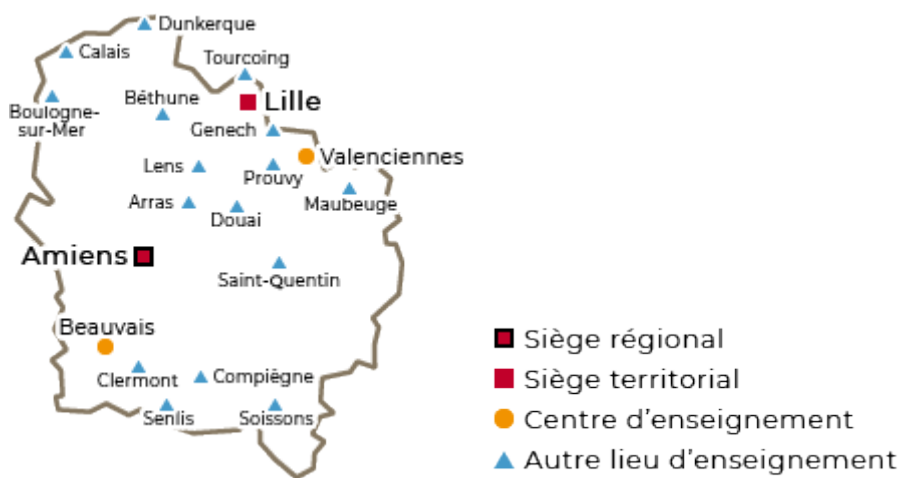 Dunkerque
Calais
Tourcoing
Béthune
Lille
Boulogne-
sur-Mer
Genech
Valenciennes
Lens
Prouvy
Arras
Maubeuge
Douai
Amiens
Saint-Quentin
Beauvais
Clermont
Compiègne
Senlis
Soissons
Siège régional
Siège territorial
Centre d'enseignement
Autre lieu d'enseignement